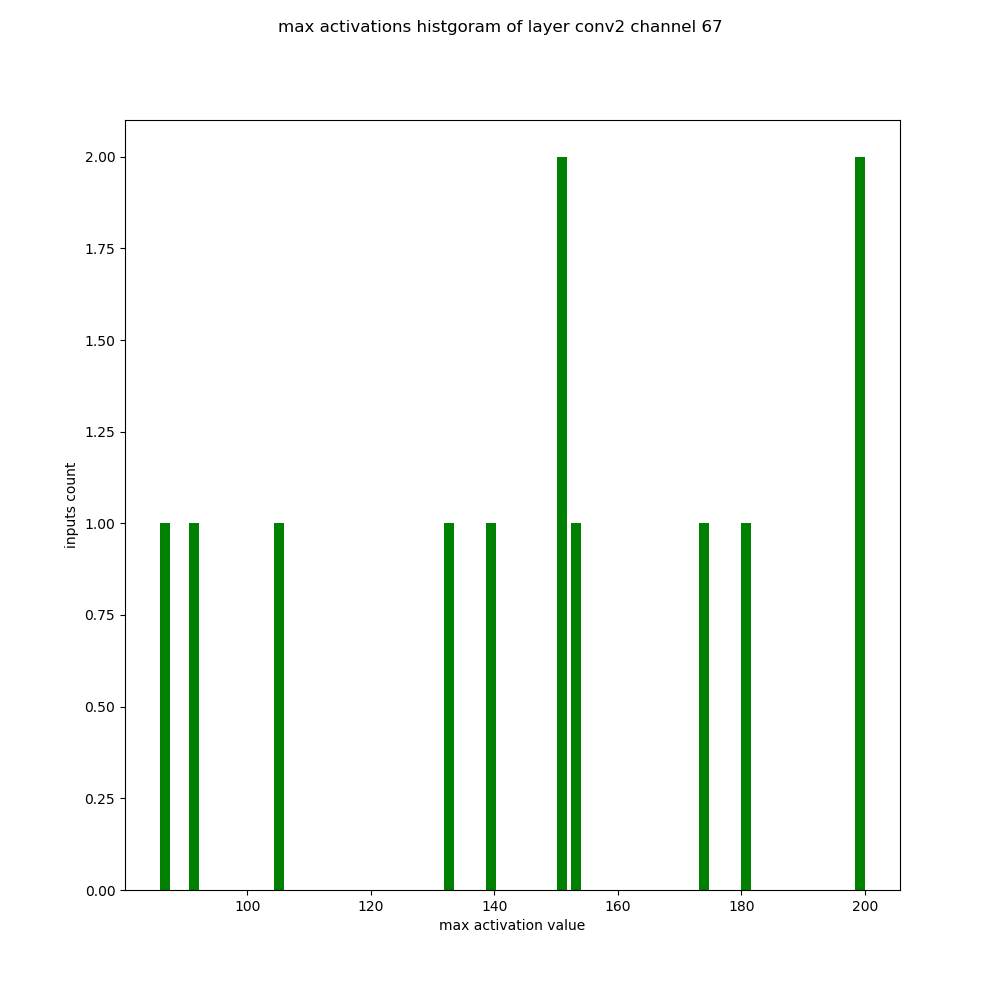 max activations histgoram of layer conv2 channel 67
2.00
1.75
1.50
1.25
1.00
0.75
0.50
0.25
0.00
inputs count
100 120 140 160 180 200
max activation value